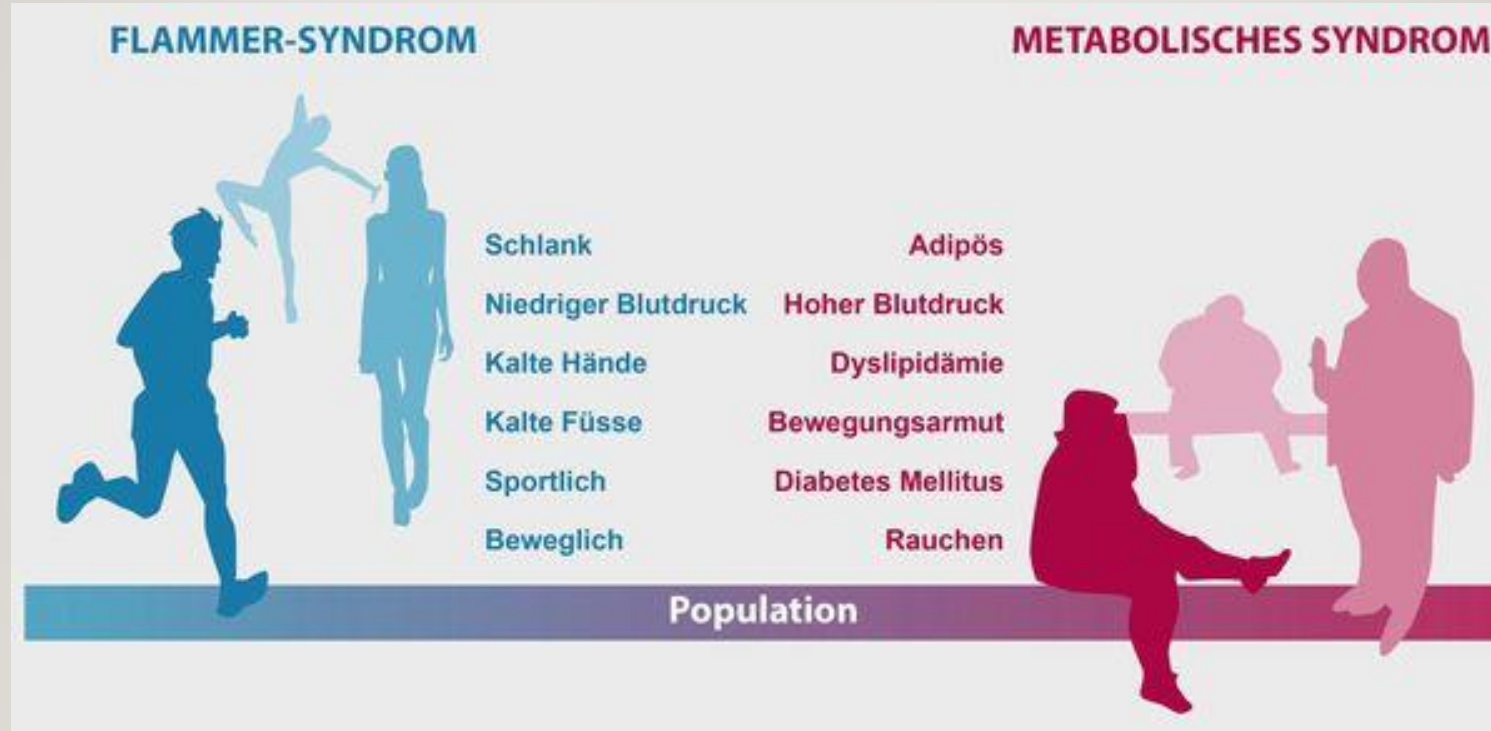 FLAMMER-SYNDROM
METABOLISCHES SYNDROM
Schlank
Adipös
Niedriger Blutdruck
Hoher Blutdruck
Kalte Hände
Dyslipidämie
Kalte Füsse
Bewegungsarmut
Sportlich
Diabetes Mellitus
Beweglich
Rauchen
Population